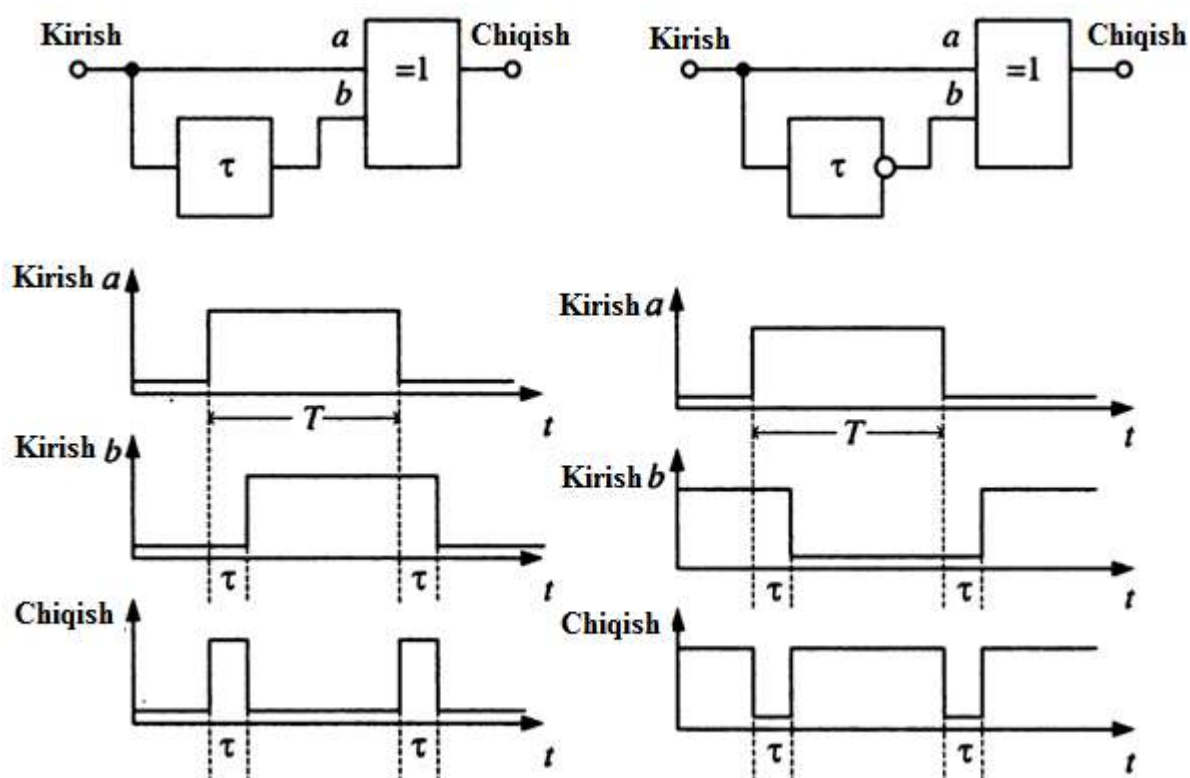 Kirish a Chiqish
=1
b
τ
Kirish a Chiqish
=1
b
τ
Kirish a
T t
Kirish b
τ τ t
Chiqish
τ τ t
Kirish a
T t
Kirish b
τ τ t
Chiqish
τ τ t